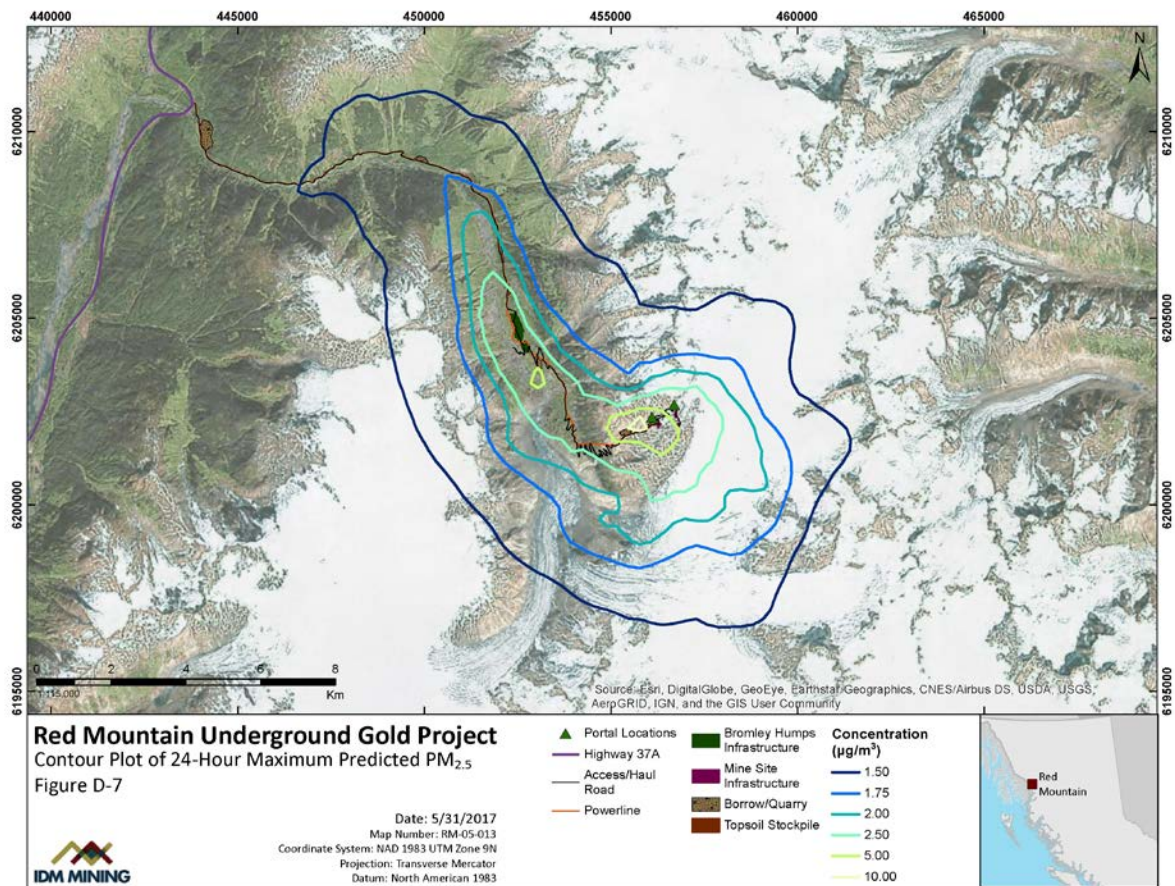 440000
445000
450000
455000
460000
465000
N
6210000
6210000
6205000
6205000
6200000
6200000
6195000
6195000
0 2 4 6 8
1:115,000
Km
Source: Esri, DigitalGlobe, GeoEye, Earthstar Geographics, CNES/Airbus DS, USDA, USGS,
AeroGRID, IGN, and the GIS User Community
Red Mountain Underground Gold Project
Contour Plot of 24-Hour Maximum Predicted PM2.5
Figure D-7
Date: 5/31/2017
Map Number: RM-05-013
Coordinate System: NAD 1983 UTM Zone 9N
Projection: Transverse Mercator
Datum: North American 1983
IDM MINING
Portal Locations
Highway 37A
Access/Haul
Road
Powerline
Bromley Humps
Infrastructure
Mine Site
Infrastructure
Borrow/Quarry
Topsoil Stockpile
Concentration
(µg/m³)
1.50
1.75
2.00
2.50
5.00
10.00
Red
Mountain